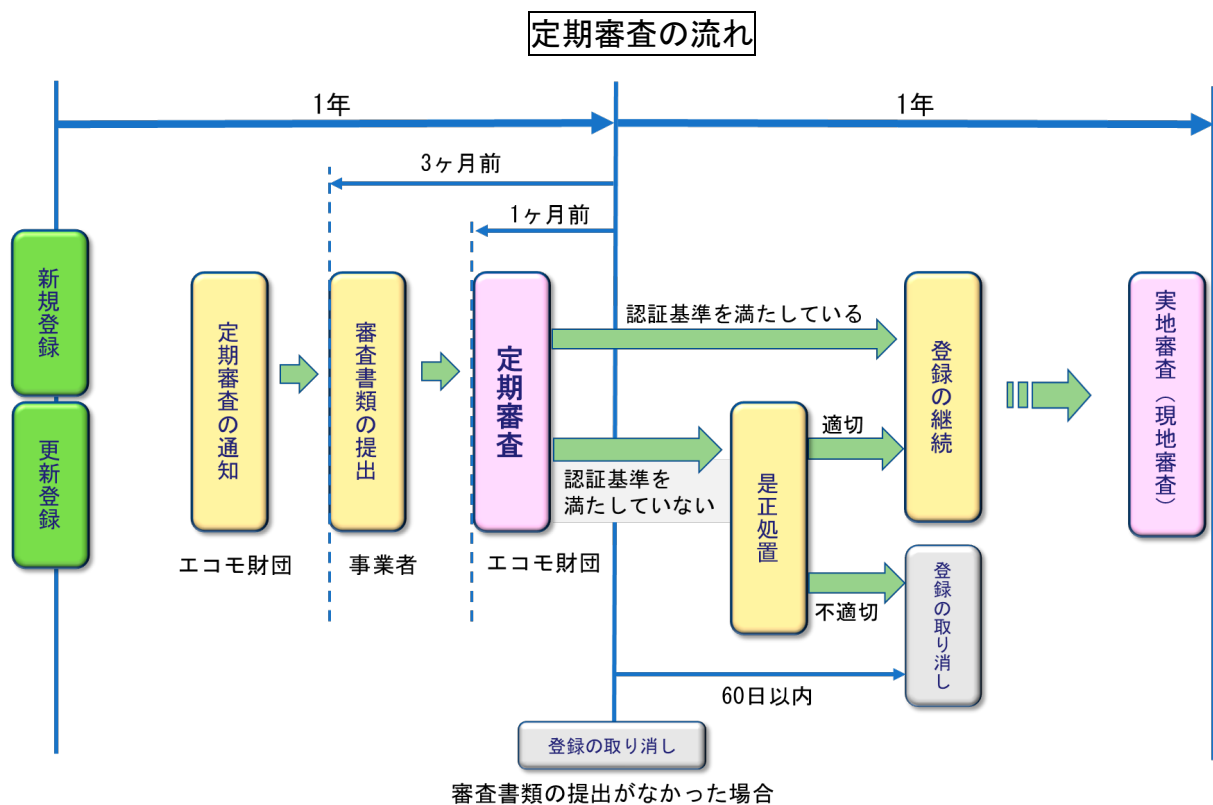 定期審査の流れ
1年
1年
3ヶ月前
1ヶ月前
新規登録
更新登録
定期審査の通知
エコモ財団
審査書類の提出
事業者
定期審査
エコモ財団
認証基準を満たしている
認証基準を
満たしていない
是正処置
適切
不適切
登録の継続
登録の取り消し
実地審査（現地審査）
60日以内
登録の取り消し
審査書類の提出がなかった場合